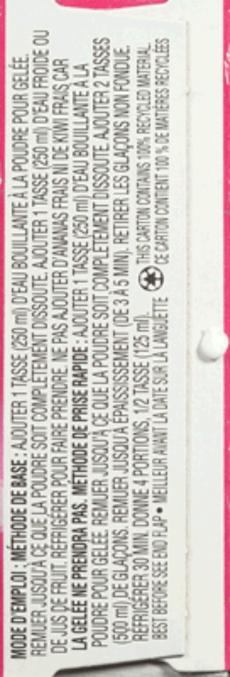 MODE D'EMPLOI : MÉTHODE DE BASE : AJOUTER 1 TASSE (250 ml) D'EAU BOUILLANTE À LA POUDRE POUR GELÉE.
REMUER JUSQU'À CE QUE LA POUDRE SOIT COMPLÈTEMENT DISSOUTE. AJOUTER 1 TASSE (250 ml) D'EAU FROIDE OU
DE JUS DE FRUIT. RÉFRIGÉRER POUR FAIRE PRENDRE. NE PAS AJOUTER D'ANANAS FRAIS NI DE KIWI FRAIS CAR
LA GELÉE NE PRENDRA PAS. MÉTHODE DE PRISE RAPIDE : AJOUTER 1 TASSE (250 ml) D'EAU BOUILLANTE À LA
POUDRE POUR GELÉE. REMUER JUSQU'À CE QUE LA POUDRE SOIT COMPLÈTEMENT DISSOUTE. AJOUTER 2 TASSES
(500 ml) DE GLAÇONS. REMUER JUSQU'À ÉPAISSISSEMENT (DE 3 À 5 MIN). RETIRER LES GLAÇONS NON FONDUE.
RÉFRIGÉRER 30 MIN. DONNE 4 PORTIONS, 1/2 TASSE (125 ml).
BEST BEFORE SEE END FLAP • MEILLEUR AVANT LA DATE SUR LA LANGUETTE
THIS CARTON CONTAINS 100% RECYCLED MATERIAL.
CE CARTON CONTIENT 100 % DE MATIÈRES RECYCLÉES